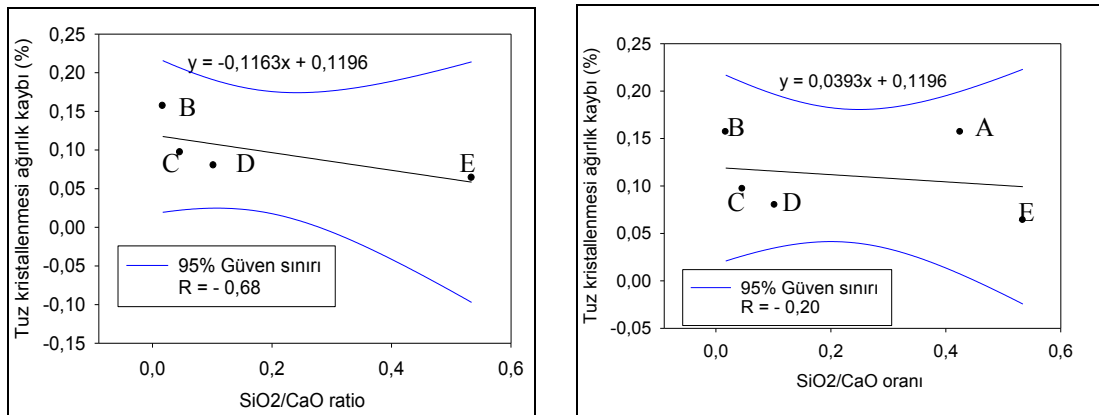 Tuz kristallenmesi ağırlık kaybı (%)
0,25
0,20
0,15
0,10
0,05
0,00
-0,05
-0,10
-0,15
y = -0,1163x + 0,1196
B
C
D
E
95% Güven sınırı
R = - 0,68
0,0 0,2 0,4 0,6
SiO2/CaO ratio
Tuz kristallenmesi ağırlık kaybı (%)
0,25
0,20
0,15
0,10
0,05
0,00
-0,05
y = 0,0393x + 0,1196
B
A
C
D
E
95% Güven sınırı
R = - 0,20
0,0 0,2 0,4 0,6
SiO2/CaO oranı